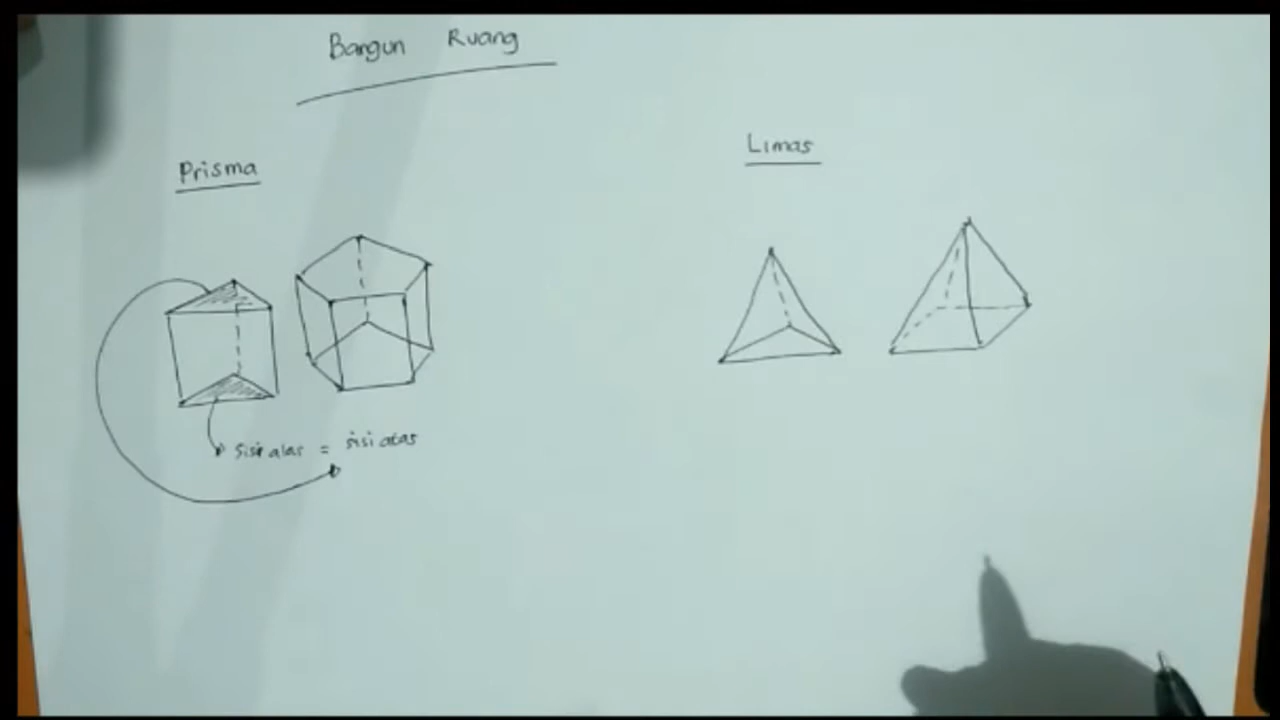 Bangun Ruang
Prisma
Limas
Sisi alas = sisi atas